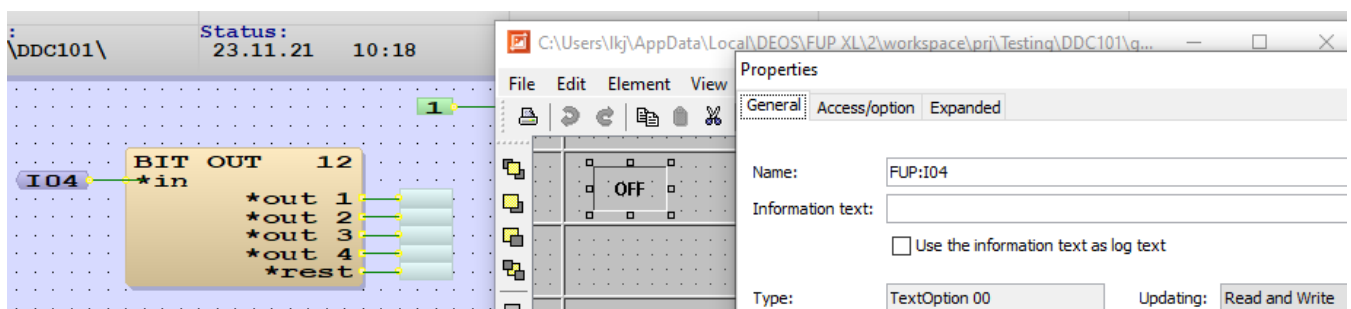 :
\DDC101\
Status:
23.11.21 10:18
1
BIT OUT 12
I04
*in
*out 1
*out 2
*out 3
*out 4
*rest
C:\Users\lkj\AppData\Local\DEOS\FUP XL\2\workspace\prj\Testing\DDC101\g...
File Edit Element View
OFF
Properties
General Access/option Expanded
Name: FUP:I04
Information text:
Use the information text as log text
Type: TextOption 00 Updating: Read and Write